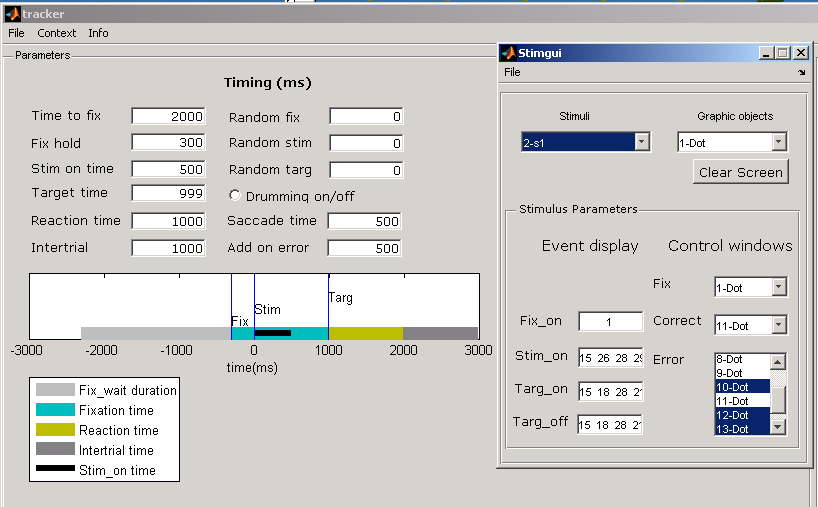 tracker
File Context Info
Parameters
Timing (ms)
Time to fix 2000 Random fix 0
Fix hold 300 Random stim 0
Stim on time 500 Random targ 0
Target time 999 Drumming on/off
Reaction time 1000 Saccade time 500
Intertrial 1000 Add on error 500
Fix Stim Targ
-3000 -2000 -1000 0 1000 2000 3000
time(ms)
Fix_wait duration
Fixation time
Reaction time
Intertrial time
Stim_on time
Stimgui
File
Stimuli Graphic objects
2-s1 1-Dot
Clear Screen
Stimulus Parameters
Event display Control windows
Fix 1-Dot
Fix_on 1 Correct 11-Dot
Stim_on 15 26 28 29 Error
Targ_on 15 18 28 21
Targ_off 15 18 28 21
8-Dot
9-Dot
10-Dot
11-Dot
12-Dot
13-Dot